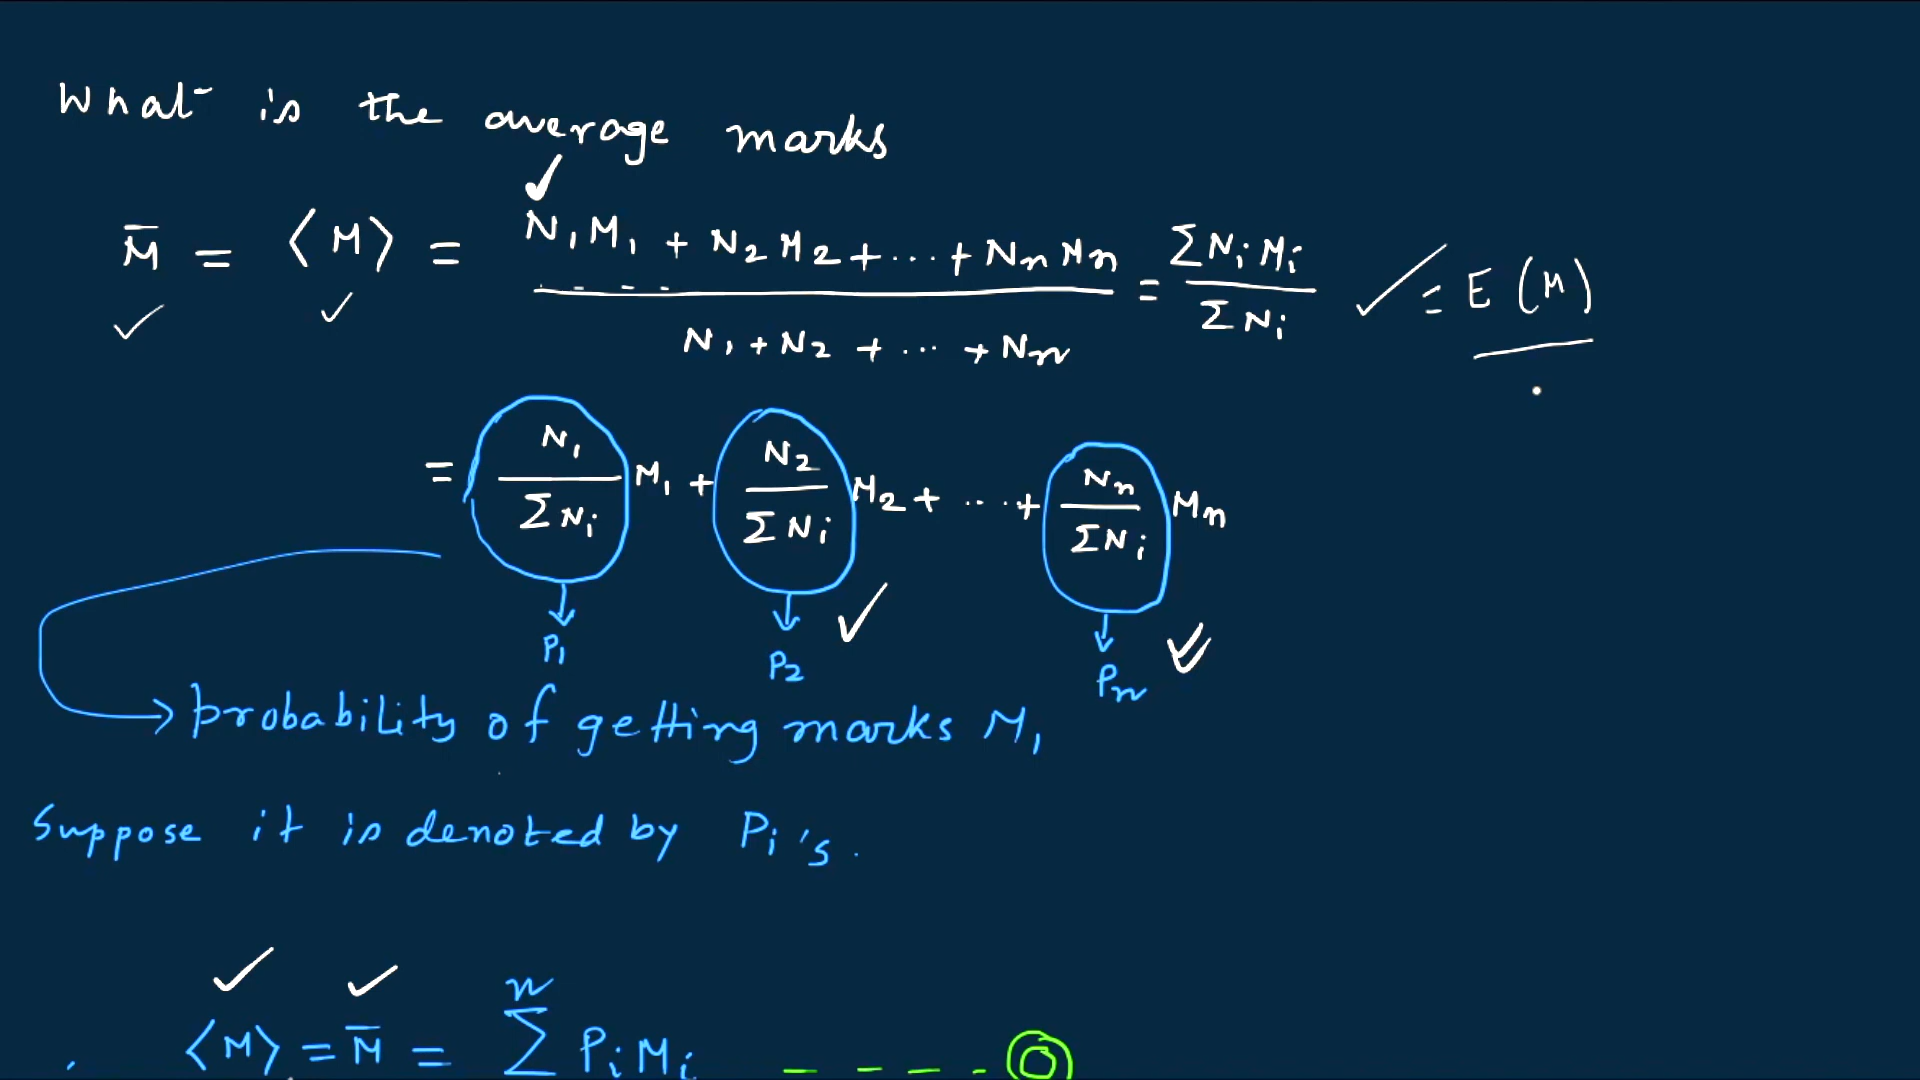 What is the average marks
M̄ = ⟨M⟩ = (N₁M₁ + N₂M₂ + ... + NₙMₙ) / (N₁ + N₂ + ... + Nₙ) = ΣNᵢMᵢ / ΣNᵢ = E(M)
= (N₁ / ΣNᵢ) M₁ + (N₂ / ΣNᵢ) M₂ + ... + (Nₙ / ΣNᵢ) Mₙ
P₁ P₂ Pₙ
probability of getting marks M₁
Suppose it is denoted by Pᵢ's.
⟨M⟩ = M̄ = Σⁿ PᵢMᵢ ----